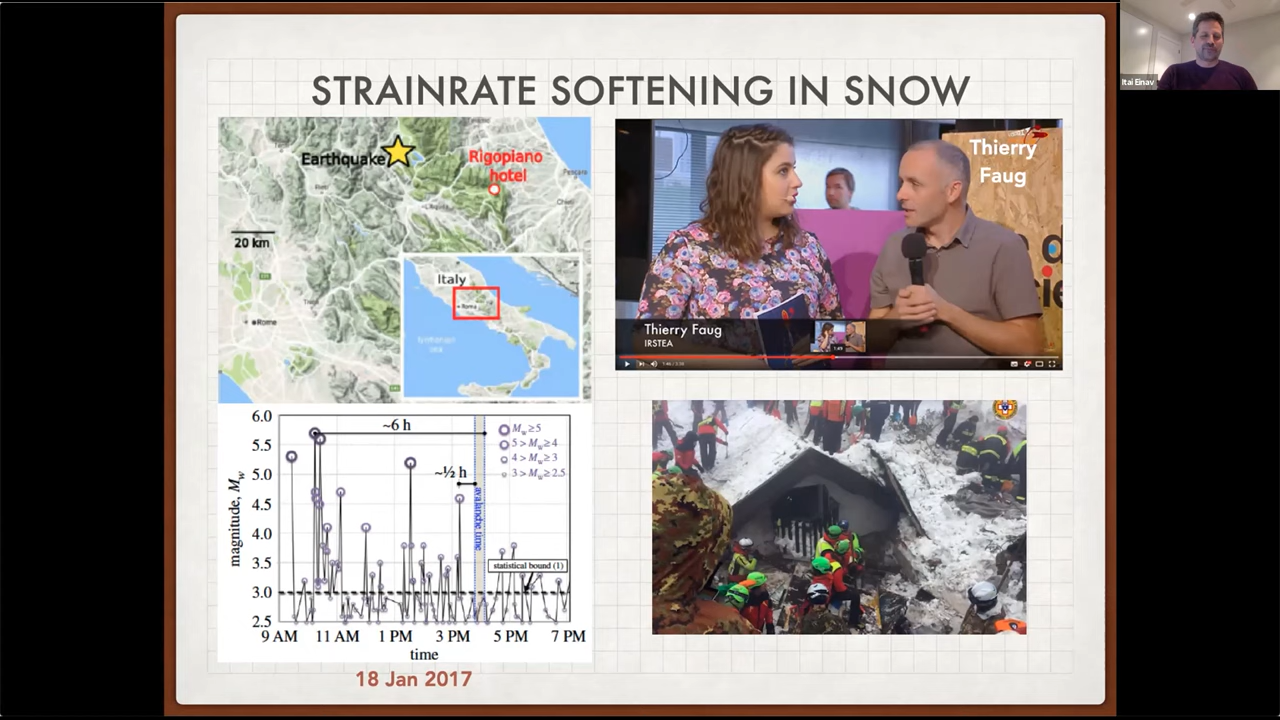 STRAINRATE SOFTENING IN SNOW
Earthquake
Rigopiano
hotel
20 km
Rome
Italy
Roma
Thierry
Faug
Thierry Faug
IRSTEA
1:45
6.0
5.5
5.0
4.5
4.0
3.5
3.0
2.5
magnitude, Mw
~6 h
~½ h
Mw≥5
5 > Mw≥4
4 > Mw≥3
3 > Mw≥2.5
avalanche time
statistical bound (1)
9 AM 11 AM 1 PM 3 PM 5 PM 7 PM
time
18 Jan 2017
Itai Einav